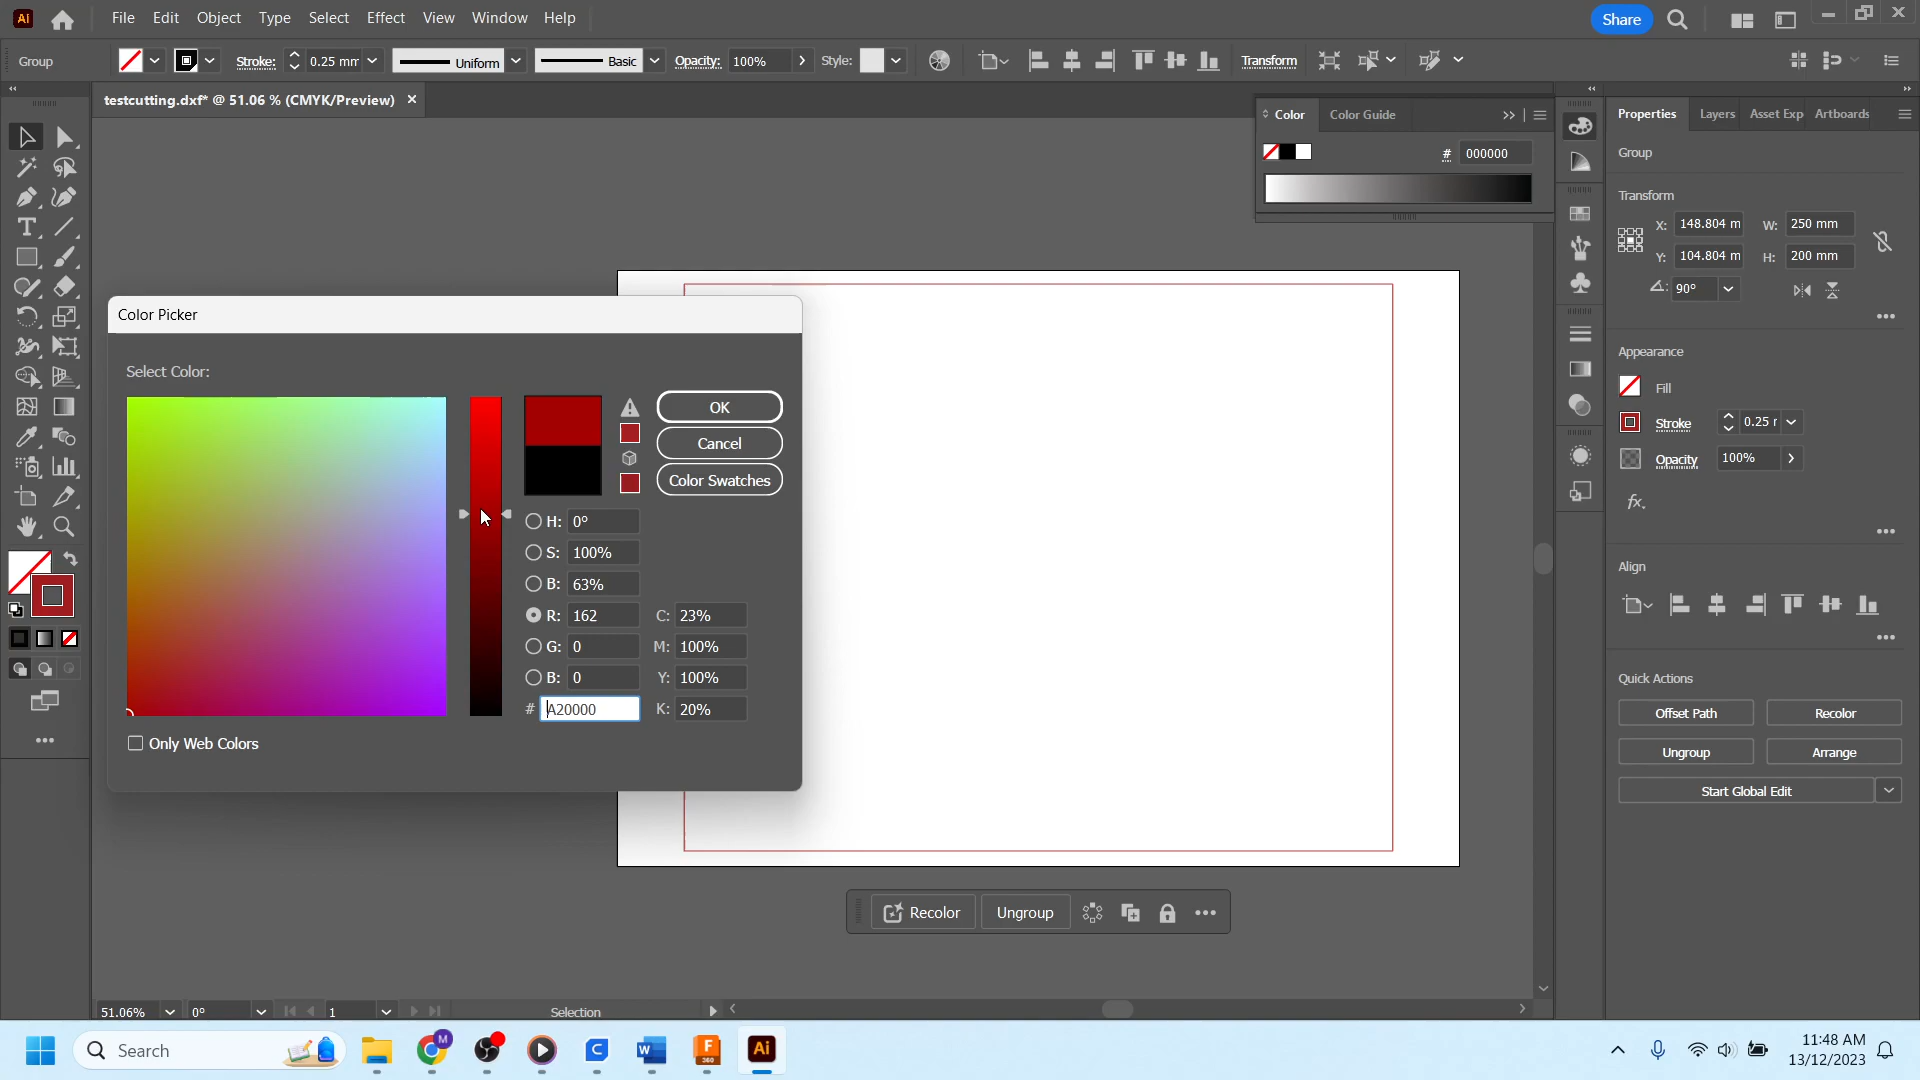 Ai File Edit Object Type Select Effect View Window Help Share
Group Stroke: 0.25 mm Uniform Basic Opacity: 100% Style: Transform
testcutting.dxf* @ 51.06 % (CMYK/Preview)
Color Color Guide
# 000000
Properties Layers Asset Exp Artboards
Group
Transform
X: 148.804 m W: 250 mm
Y: 104.804 m H: 200 mm
90°
Appearance
Fill
Stroke 0.25 r
Opacity 100%
fx.
Align
Quick Actions
Offset Path Recolor
Ungroup Arrange
Start Global Edit
Color Picker
Select Color:
OK
Cancel
Color Swatches
H: 0°
S: 100%
B: 63%
R: 162 C: 23%
G: 0 M: 100%
B: 0 Y: 100%
# A20000 K: 20%
Only Web Colors
Recolor Ungroup
51.06% 0° 1 Selection
Search
M
C
W
F
360
Ai
11:48 AM
13/12/2023